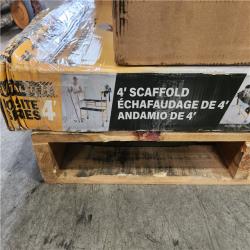 4' SCAFFOLD
ÉCHAFAUDAGE DE 4'
ANDAMIO DE 4'
4'